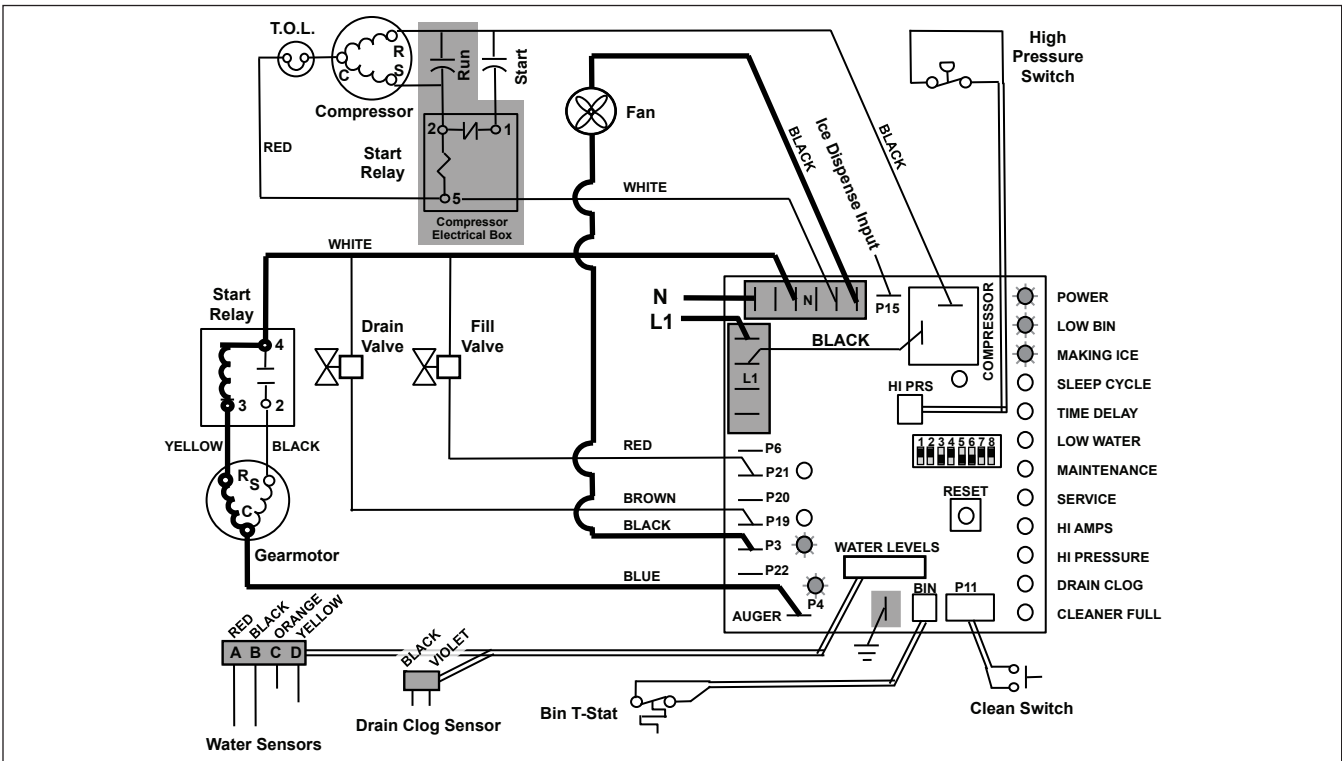 T.O.L.
R
S
C
Compressor
Run
Start
2
1
Start
Relay
5
Compressor
Electrical Box
RED
WHITE
Fan
BLACK
BLACK
Ice Dispense Input
High
Pressure
Switch
WHITE
Start
Relay
4
3
2
YELLOW
BLACK
R
S
C
Gearmotor
Drain
Valve
Fill
Valve
N
L1
N
P15
BLACK
L1
COMPRESSOR
HI PRS
1 2 3 4 5 6 7 8
RESET
POWER
LOW BIN
MAKING ICE
SLEEP CYCLE
TIME DELAY
LOW WATER
MAINTENANCE
SERVICE
HI AMPS
HI PRESSURE
DRAIN CLOG
CLEANER FULL
RED
BROWN
BLACK
BLUE
P6
P21
P20
P19
P3
P22
P4
AUGER
WATER LEVELS
BIN
P11
RED
BLACK
ORANGE
YELLOW
A B C D
Water Sensors
BLACK
VIOLET
Drain Clog Sensor
Bin T-Stat
Clean Switch